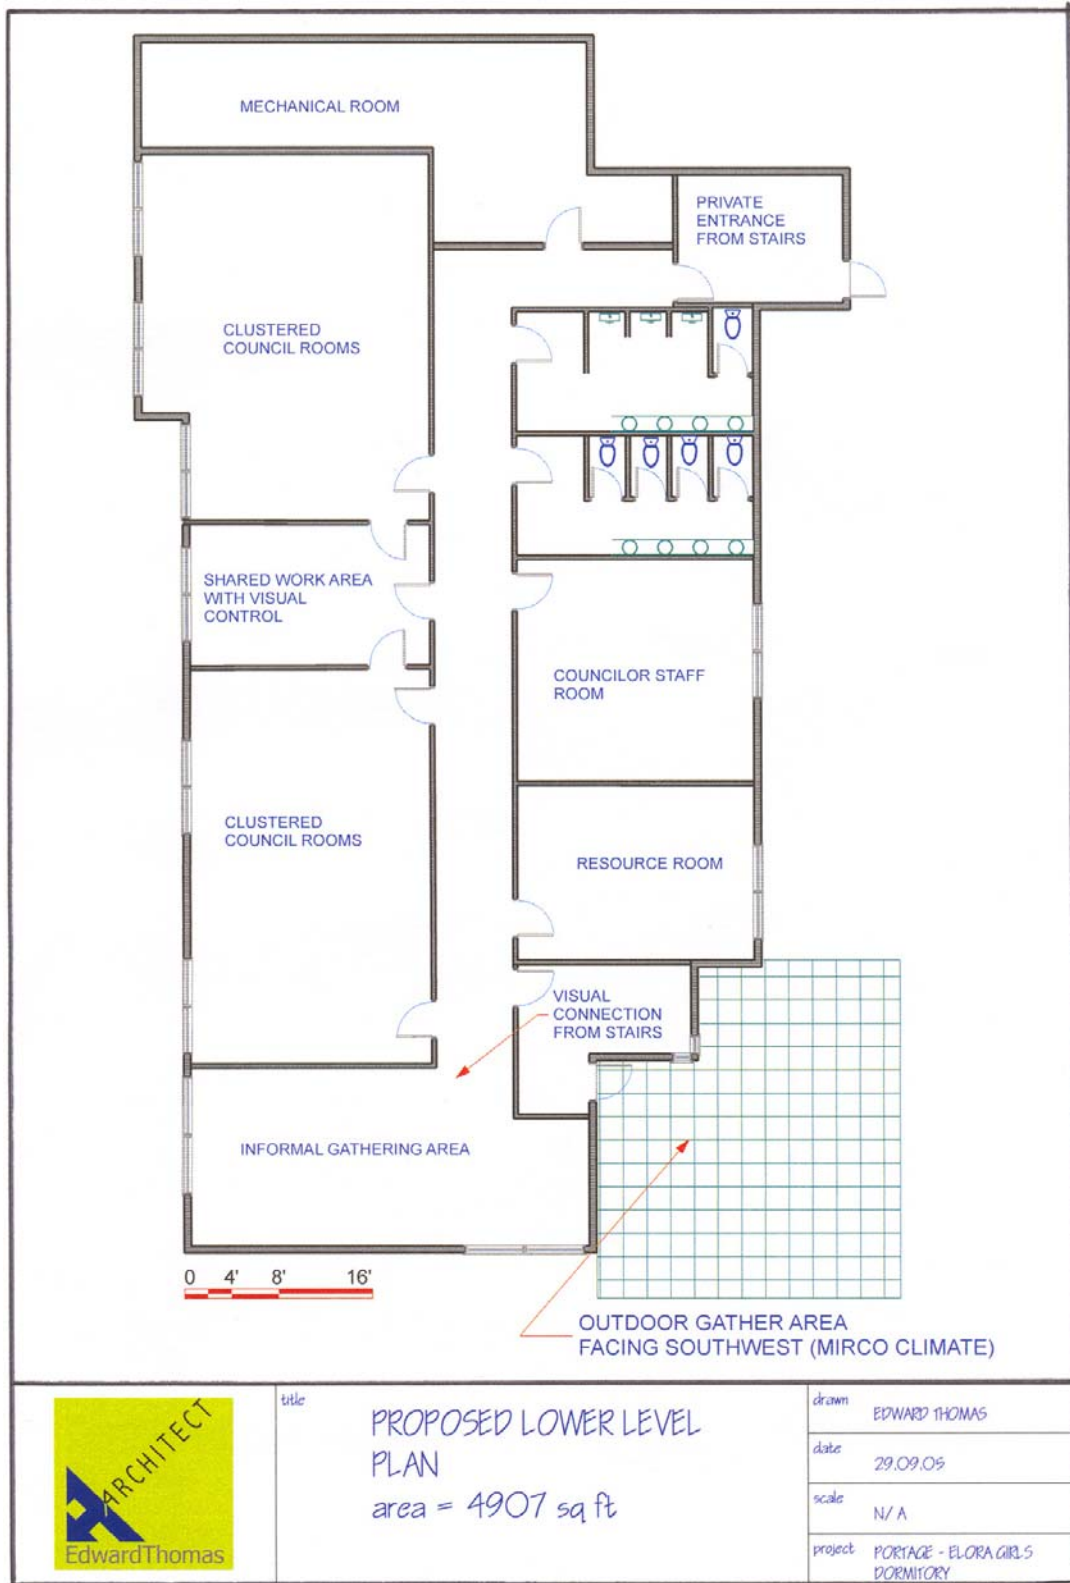 MECHANICAL ROOM
PRIVATE
ENTRANCE
FROM STAIRS
CLUSTERED
COUNCIL ROOMS
SHARED WORK AREA
WITH VISUAL
CONTROL
COUNCILOR STAFF
ROOM
CLUSTERED
COUNCIL ROOMS
RESOURCE ROOM
VISUAL
CONNECTION
FROM STAIRS
INFORMAL GATHERING AREA
0 4' 8' 16'
OUTDOOR GATHER AREA
FACING SOUTHWEST (MIRCO CLIMATE)
ARCHITECT
EdwardThomas
title
PROPOSED LOWER LEVEL
PLAN
area = 4907 sq ft
drawn
EDWARD THOMAS
date
29.09.05
scale
N/A
project
PORTAGE - ELORA GIRLS
DORMITORY